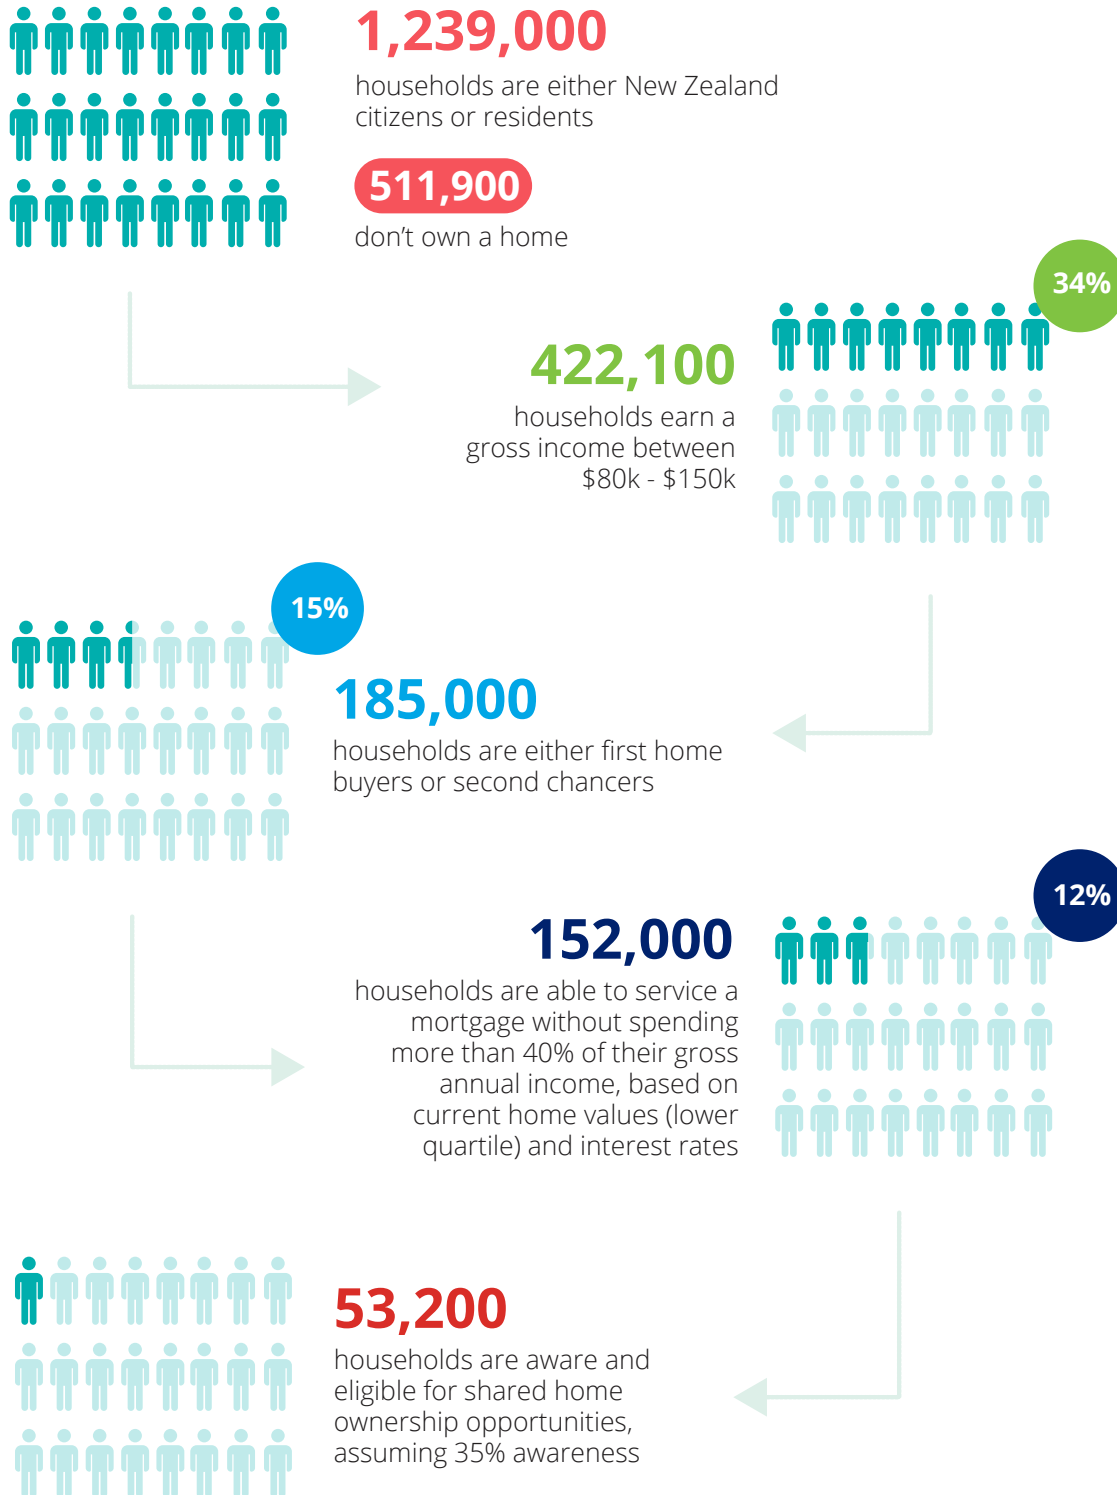 1,239,000
households are either New Zealand
citizens or residents
511,900
don’t own a home
34%
422,100
households earn a
gross income between
$80k - $150k
15%
185,000
households are either first home
buyers or second chancers
12%
152,000
households are able to service a
mortgage without spending
more than 40% of their gross
annual income, based on
current home values (lower
quartile) and interest rates
53,200
households are aware and
eligible for shared home
ownership opportunities,
assuming 35% awareness